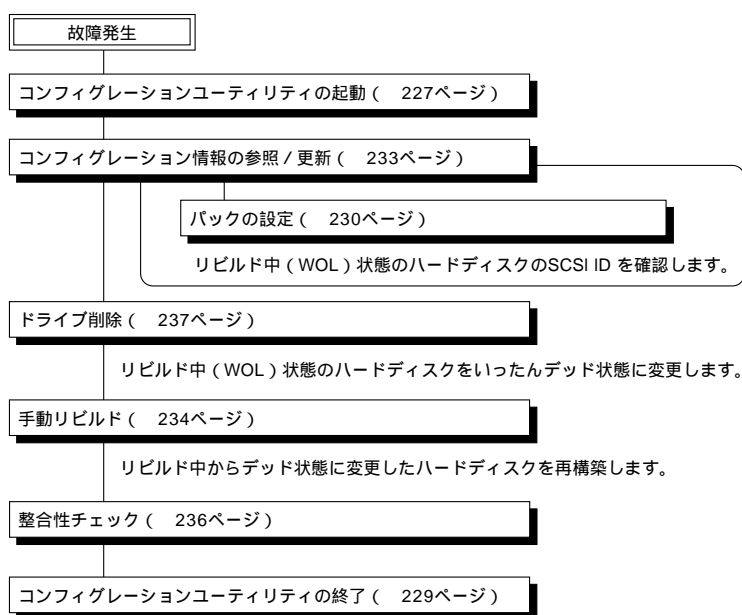 故障発生
コンフィグレーションユーティリティの起動（　227ページ）
コンフィグレーション情報の参照 / 更新（　233ページ）
パックの設定（　230ページ）
リビルド中（WOL）状態のハードディスクのSCSI ID を確認します。
ドライブ削除（　237ページ）
リビルド中（WOL）状態のハードディスクをいったんデッド状態に変更します。
手動リビルド（　234ページ）
リビルド中からデッド状態に変更したハードディスクを再構築します。
整合性チェック（　236ページ）
コンフィグレーションユーティリティの終了（　229ページ）